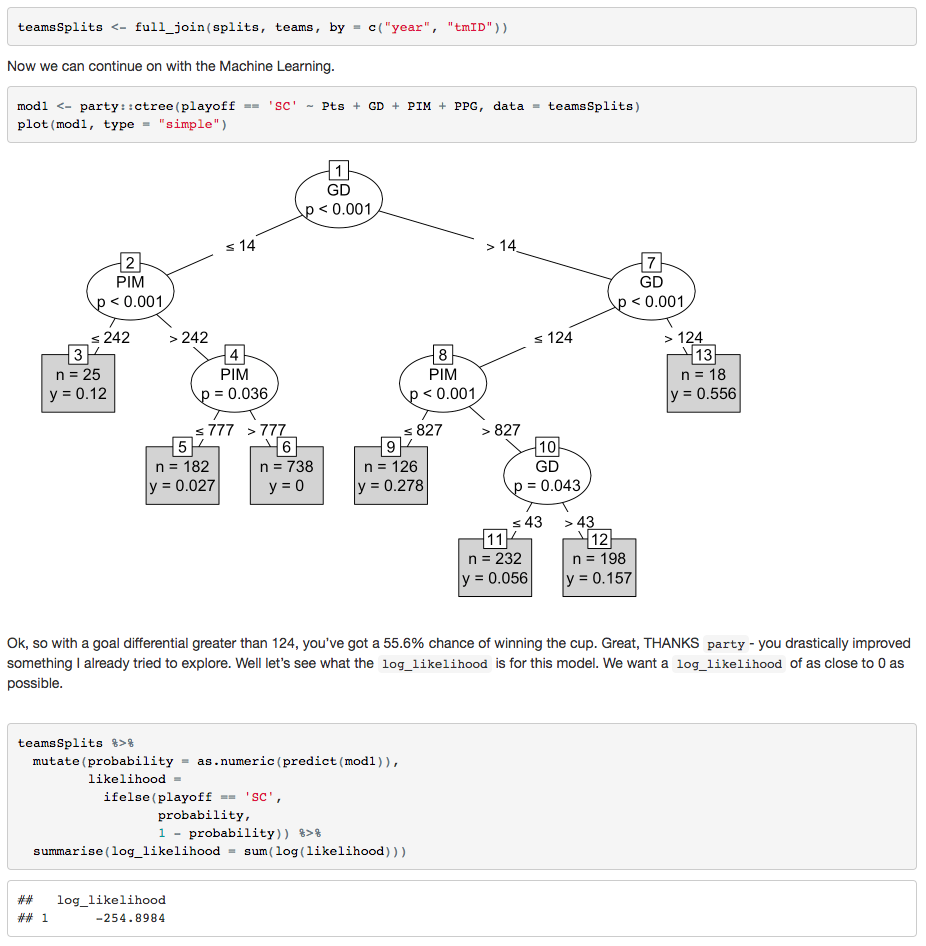 teamsSplits <- full_join(splits, teams, by = c("year", "tmID"))
Now we can continue on with the Machine Learning.
mod1 <- party::ctree(playoff == 'SC' ~ Pts + GD + PIM + PPG, data = teamsSplits)
plot(mod1, type = "simple")
1
GD
p < 0.001
≤ 14
> 14
2
PIM
p < 0.001
7
GD
p < 0.001
≤ 242
> 242
≤ 124
> 124
3
n = 25
y = 0.12
4
PIM
p = 0.036
8
PIM
p < 0.001
13
n = 18
y = 0.556
≤ 777
> 777
≤ 827
> 827
5
n = 182
y = 0.027
6
n = 738
y = 0
9
n = 126
y = 0.278
10
GD
p = 0.043
≤ 43
> 43
11
n = 232
y = 0.056
12
n = 198
y = 0.157
Ok, so with a goal differential greater than 124, you've got a 55.6% chance of winning the cup. Great, THANKS party - you drastically improved
something I already tried to explore. Well let's see what the log_likelihood is for this model. We want a log_likelihood of as close to 0 as
possible.
teamsSplits %>%
mutate(probability = as.numeric(predict(mod1)),
likelihood =
ifelse(playoff == 'SC',
probability,
1 - probability)) %>%
summarise(log_likelihood = sum(log(likelihood)))
## log_likelihood
## 1 -254.8984